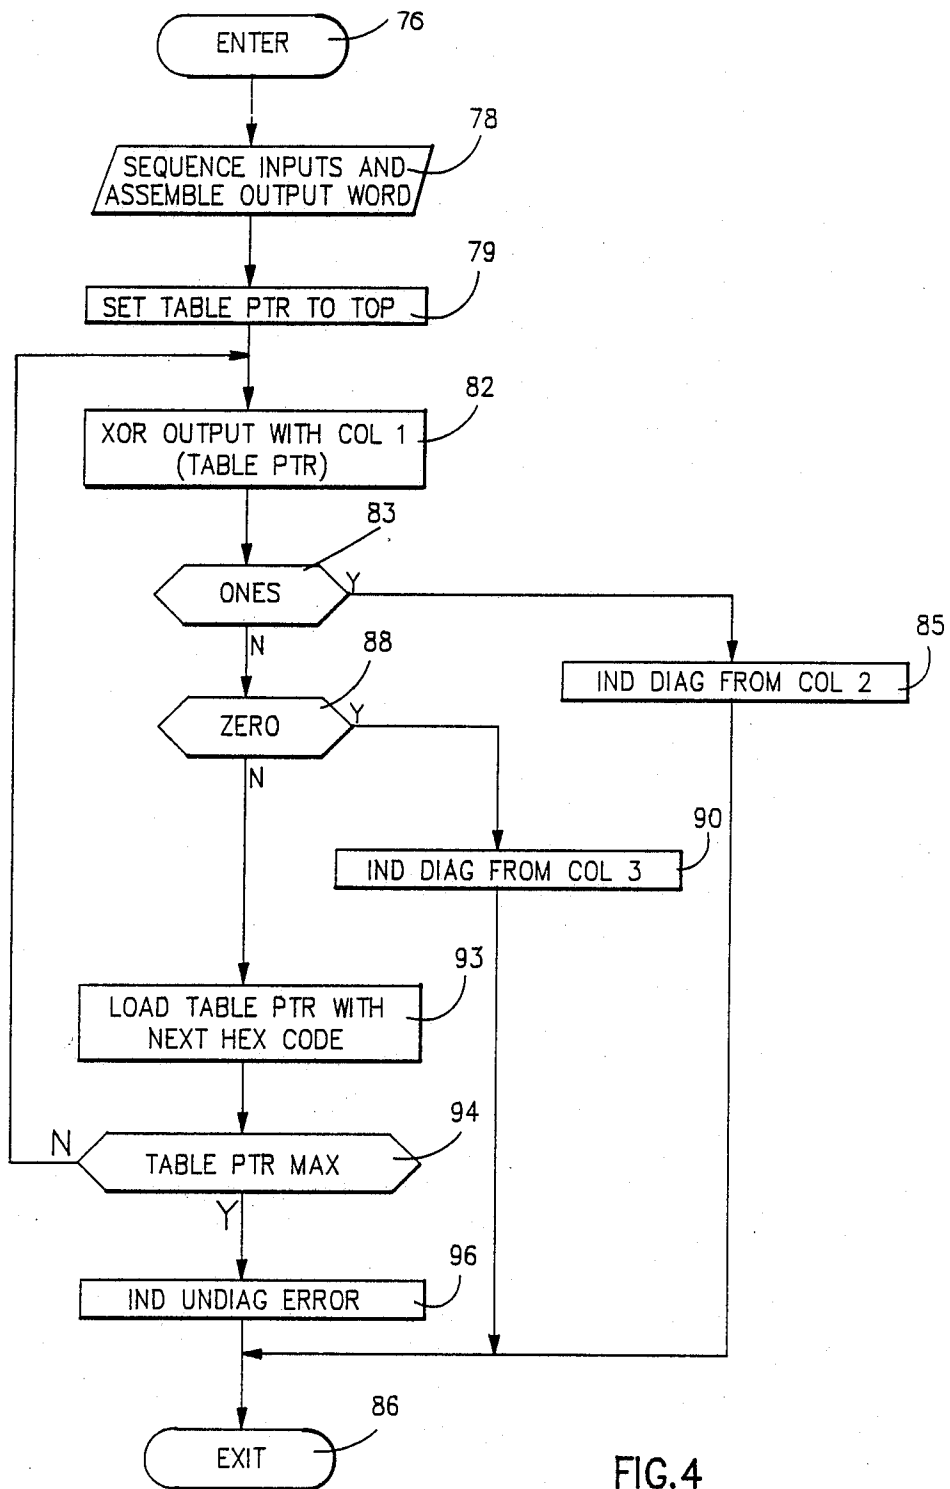 76
ENTER
78
SEQUENCE INPUTS AND
ASSEMBLE OUTPUT WORD
79
SET TABLE PTR TO TOP
82
XOR OUTPUT WITH COL 1
(TABLE PTR)
83
ONES
Y
N
85
IND DIAG FROM COL 2
88
ZERO
Y
N
90
IND DIAG FROM COL 3
93
LOAD TABLE PTR WITH
NEXT HEX CODE
94
N
TABLE PTR MAX
Y
96
IND UNDIAG ERROR
86
EXIT
FIG.4